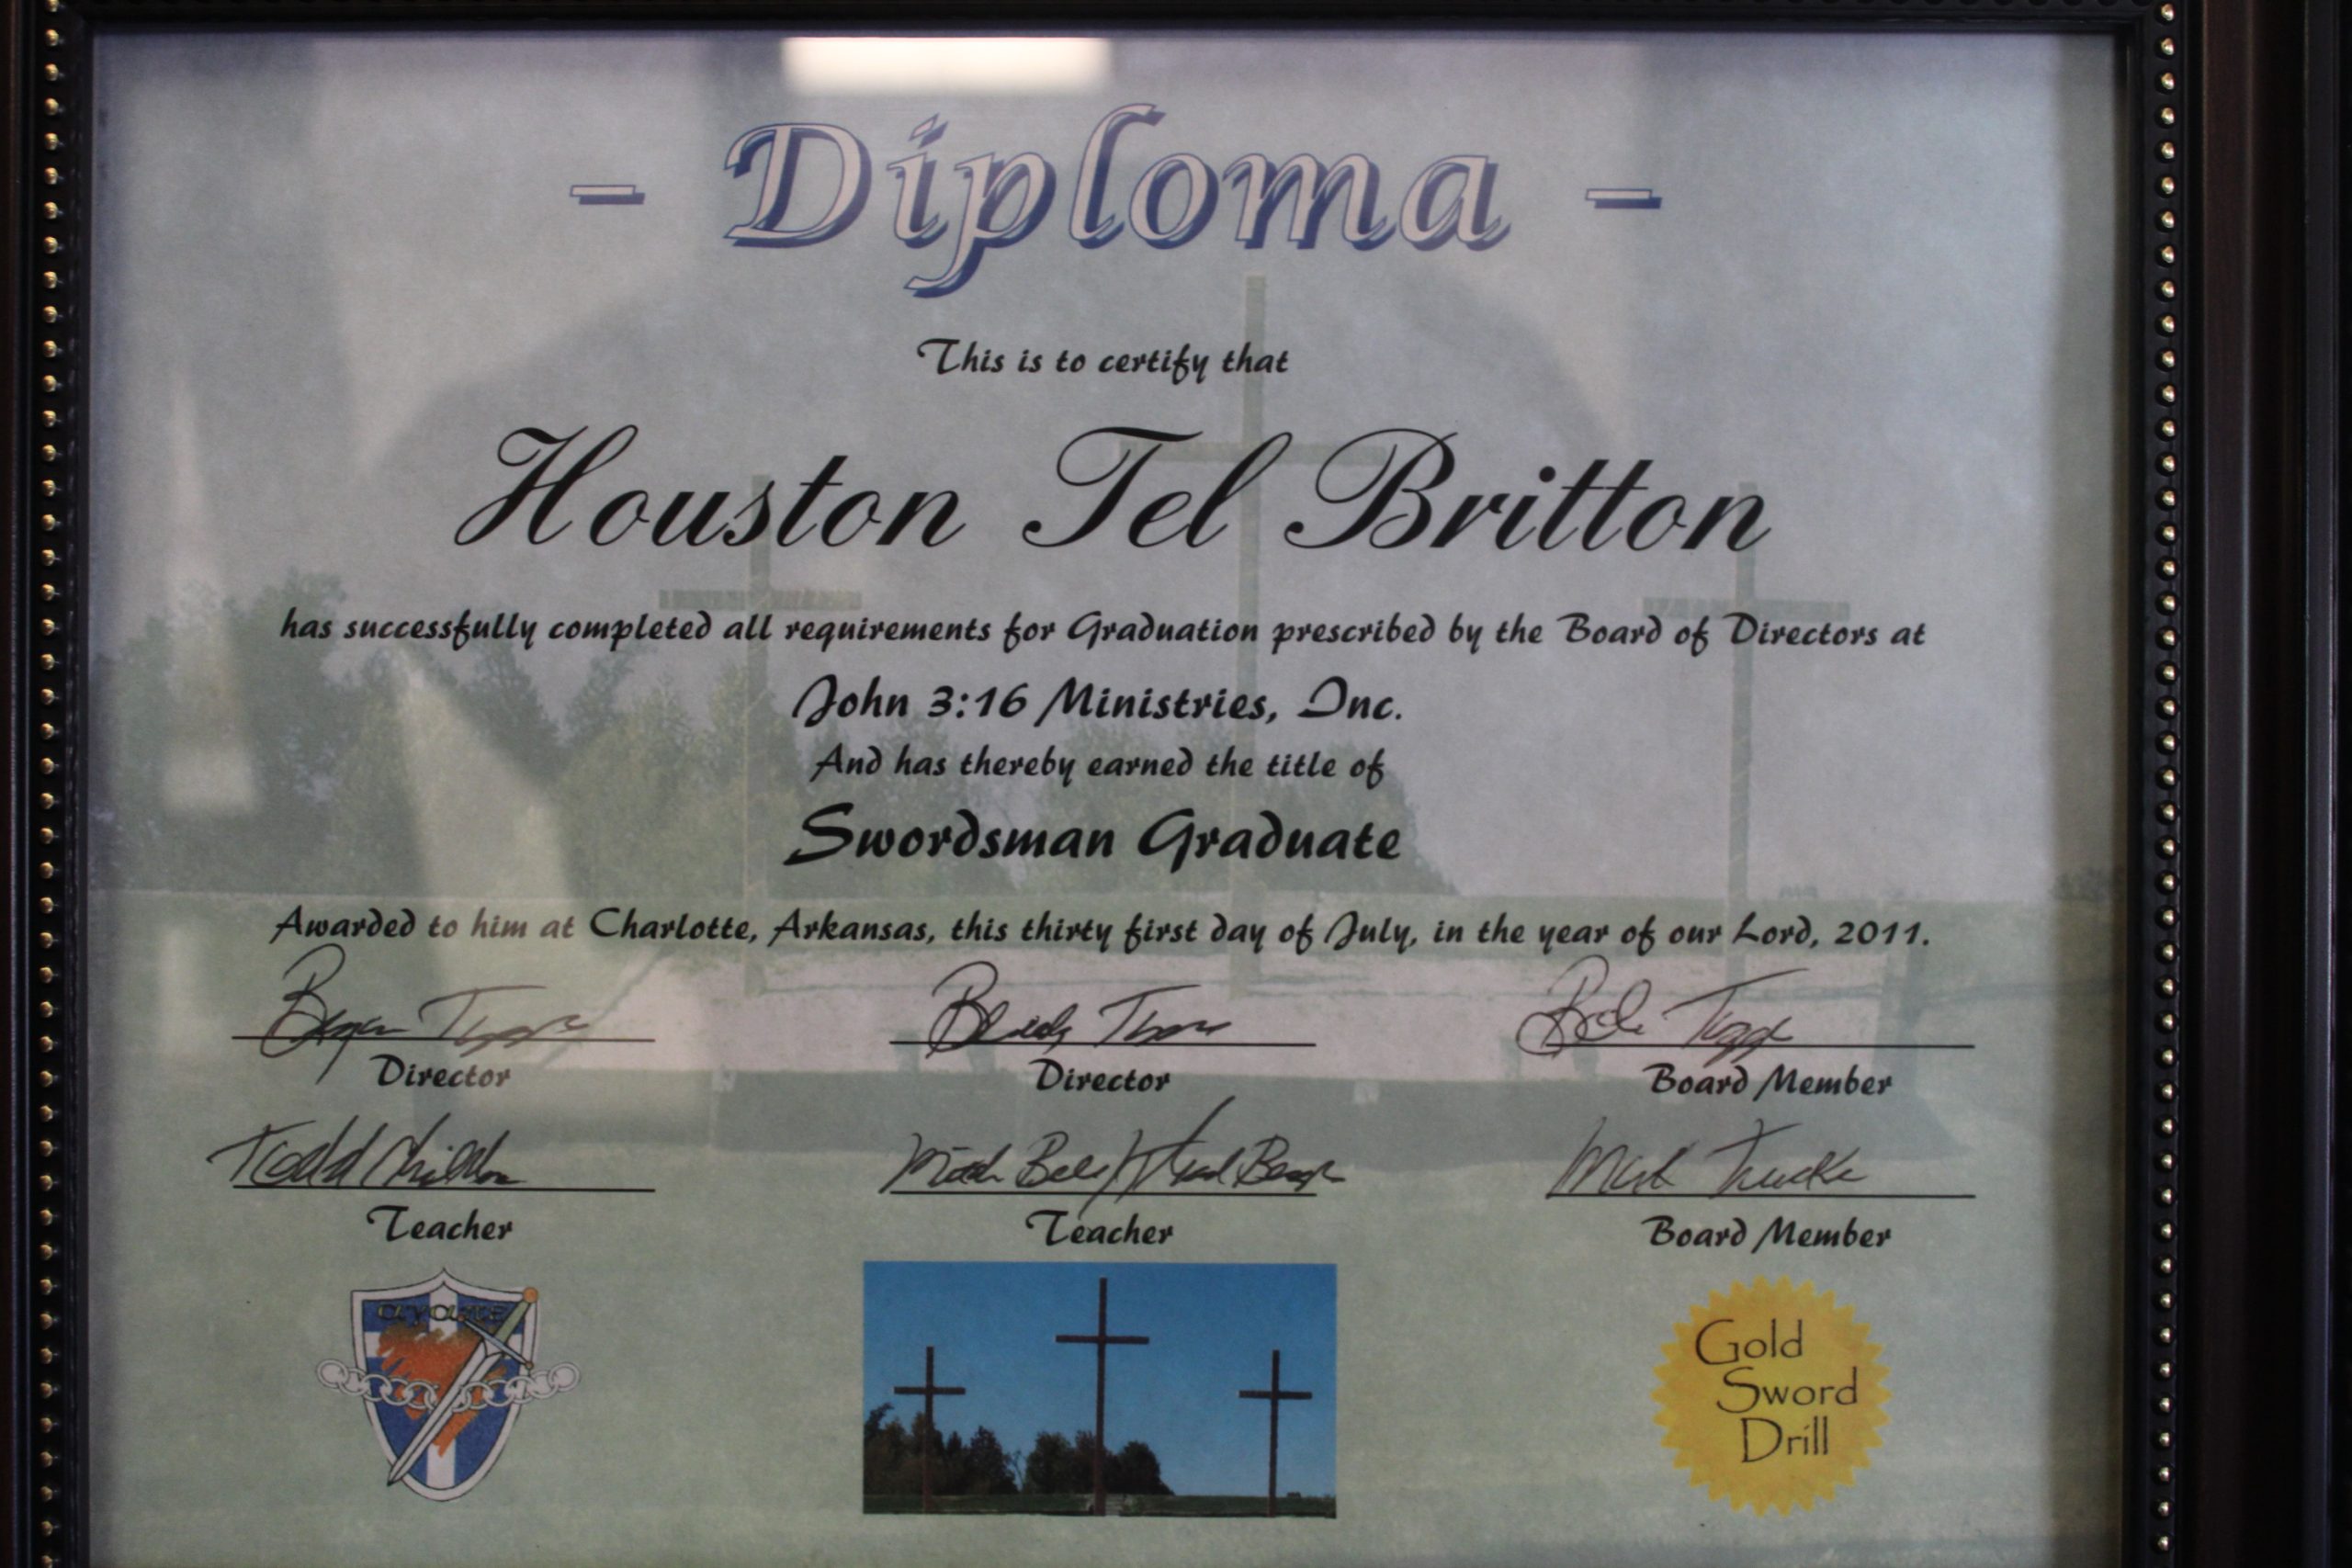 - Diploma -
This is to certify that
Houston Tel Britton
has successfully completed all requirements for Graduation prescribed by the Board of Directors at
John 3:16 Ministries, Inc.
And has thereby earned the title of
Swordsman Graduate
Awarded to him at Charlotte, Arkansas, this thirty first day of July, in the year of our Lord, 2011.
Director
Director
Board Member
Todd
Teacher
Teacher
Board Member
Gold
Sword
Drill